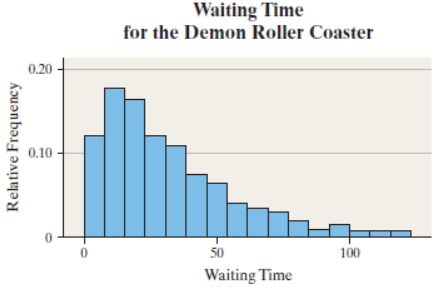 Waiting Time
for the Demon Roller Coaster
Relative Frequency
0.20
0.10
0
0
50
100
Waiting Time